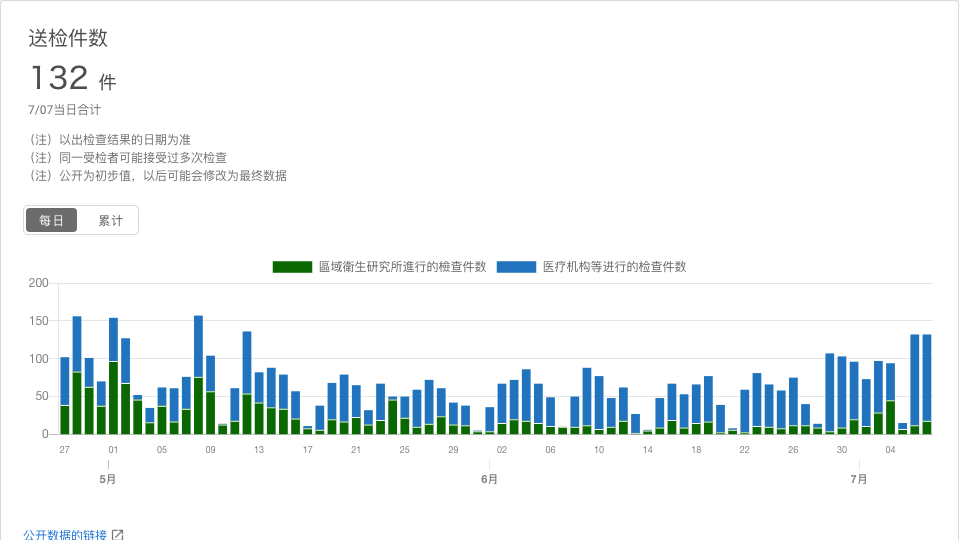 送检件数
132 件
7/07当日合计
（注）以出检查结果的日期为准
（注）同一受检者可能接受过多次检查
（注）公开为初步值，以后可能会修改为最终数据
每日 累计
區域衛生研究所進行的檢查件数 医疗机构等进行的检查件数
200
150
100
50
0
27 01 05 09 13 17 21 25 29 02 06 10 14 18 22 26 30 04
5月 6月 7月
公开数据的链接